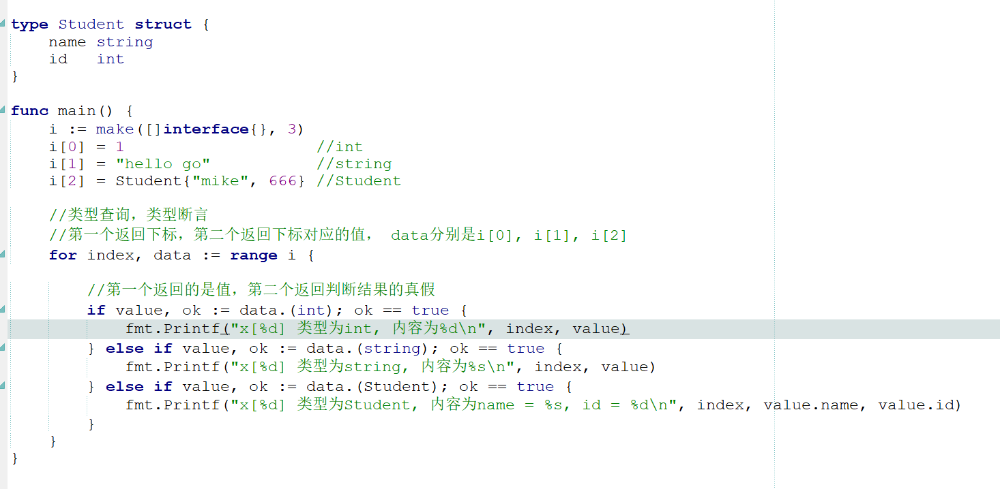 type Student struct {
    name string
    id   int
}
func main() {
    i := make([]interface{}, 3)
    i[0] = 1                    //int
    i[1] = "hello go"           //string
    i[2] = Student{"mike", 666} //Student
    //类型查询，类型断言
    //第一个返回下标，第二个返回下标对应的值， data分别是i[0], i[1], i[2]
    for index, data := range i {
        //第一个返回的是值，第二个返回判断结果的真假
        if value, ok := data.(int); ok == true {
            fmt.Printf("x[%d] 类型为int, 内容为%d\n", index, value)
        } else if value, ok := data.(string); ok == true {
            fmt.Printf("x[%d] 类型为string, 内容为%s\n", index, value)
        } else if value, ok := data.(Student); ok == true {
            fmt.Printf("x[%d] 类型为Student, 内容为name = %s, id = %d\n", index, value.name, value.id)
        }
    }
}